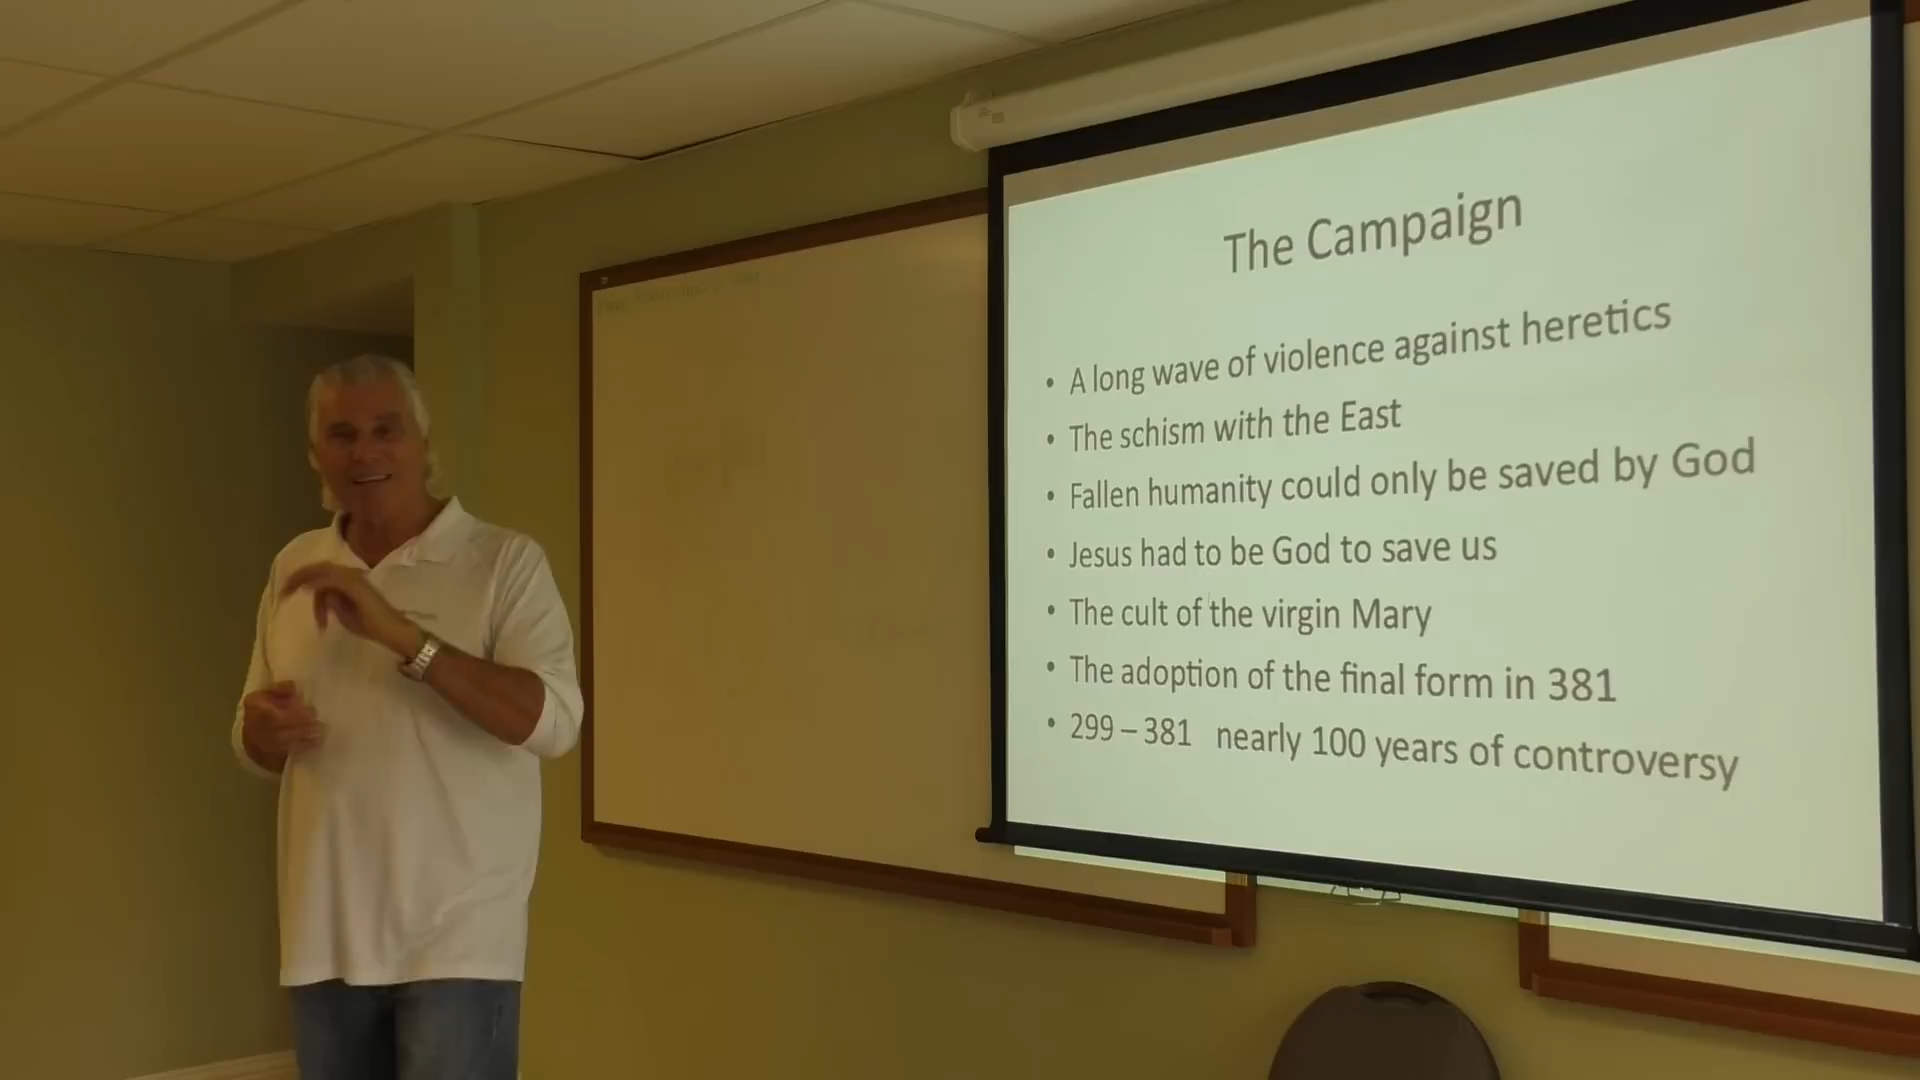 The Campaign
• A long wave of violence against heretics
• The schism with the East
• Fallen humanity could only be saved by God
• Jesus had to be God to save us
• The cult of the virgin Mary
• The adoption of the final form in 381
• 299 – 381 nearly 100 years of controversy